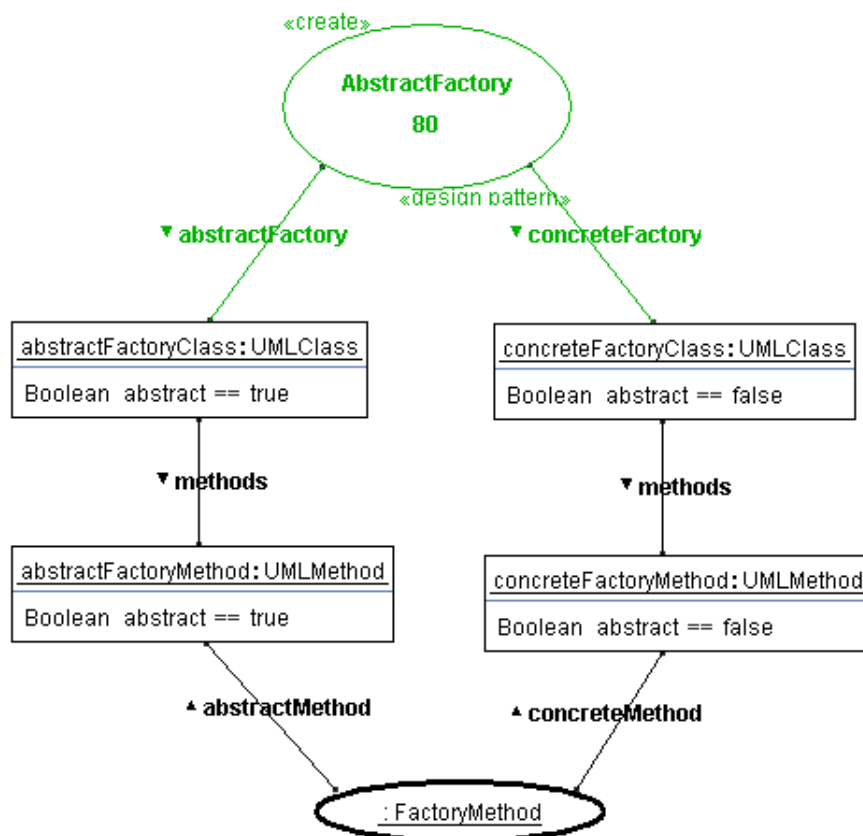 «create»
AbstractFactory
80
«design pattern»
▼ abstractFactory
▼ concreteFactory
abstractFactoryClass:UMLClass
Boolean abstract == true
concreteFactoryClass:UMLClass
Boolean abstract == false
▼ methods
▼ methods
abstractFactoryMethod:UMLMethod
Boolean abstract == true
concreteFactoryMethod:UMLMethod
Boolean abstract == false
▲ abstractMethod
▲ concreteMethod
:FactoryMethod